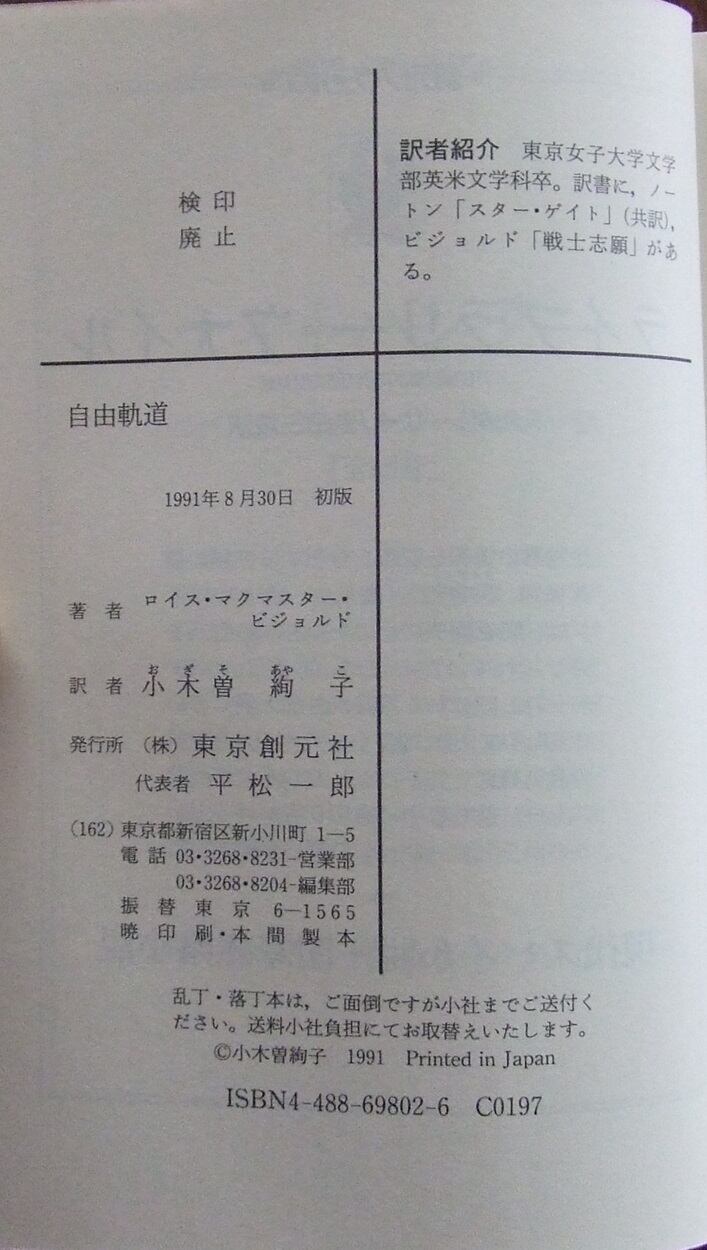 検印
廃止
訳者紹介　東京女子大学文学
部英米文学科卒。訳書に，ノー
トン「スター・ゲイト」(共訳)，
ビジョルド「戦士志願」があ
る。
自由軌道
1991年8月30日　初版
著者　ロイス・マクマスター・
ビジョルド
おぎそ　あやこ
訳者　小木曽　絢子
発行所　(株)　東京創元社
代表者　平松一郎
(162) 東京都新宿区新小川町 1—5
電話 03・3268・8231-営業部
03・3268・8204-編集部
振替東京　6—1565
暁印刷・本間製本
乱丁・落丁本は，ご面倒ですが小社までご送付く
ださい。送料小社負担にてお取替えいたします。
©小木曽絢子　1991　Printed in Japan
ISBN4-488-69802-6　C0197